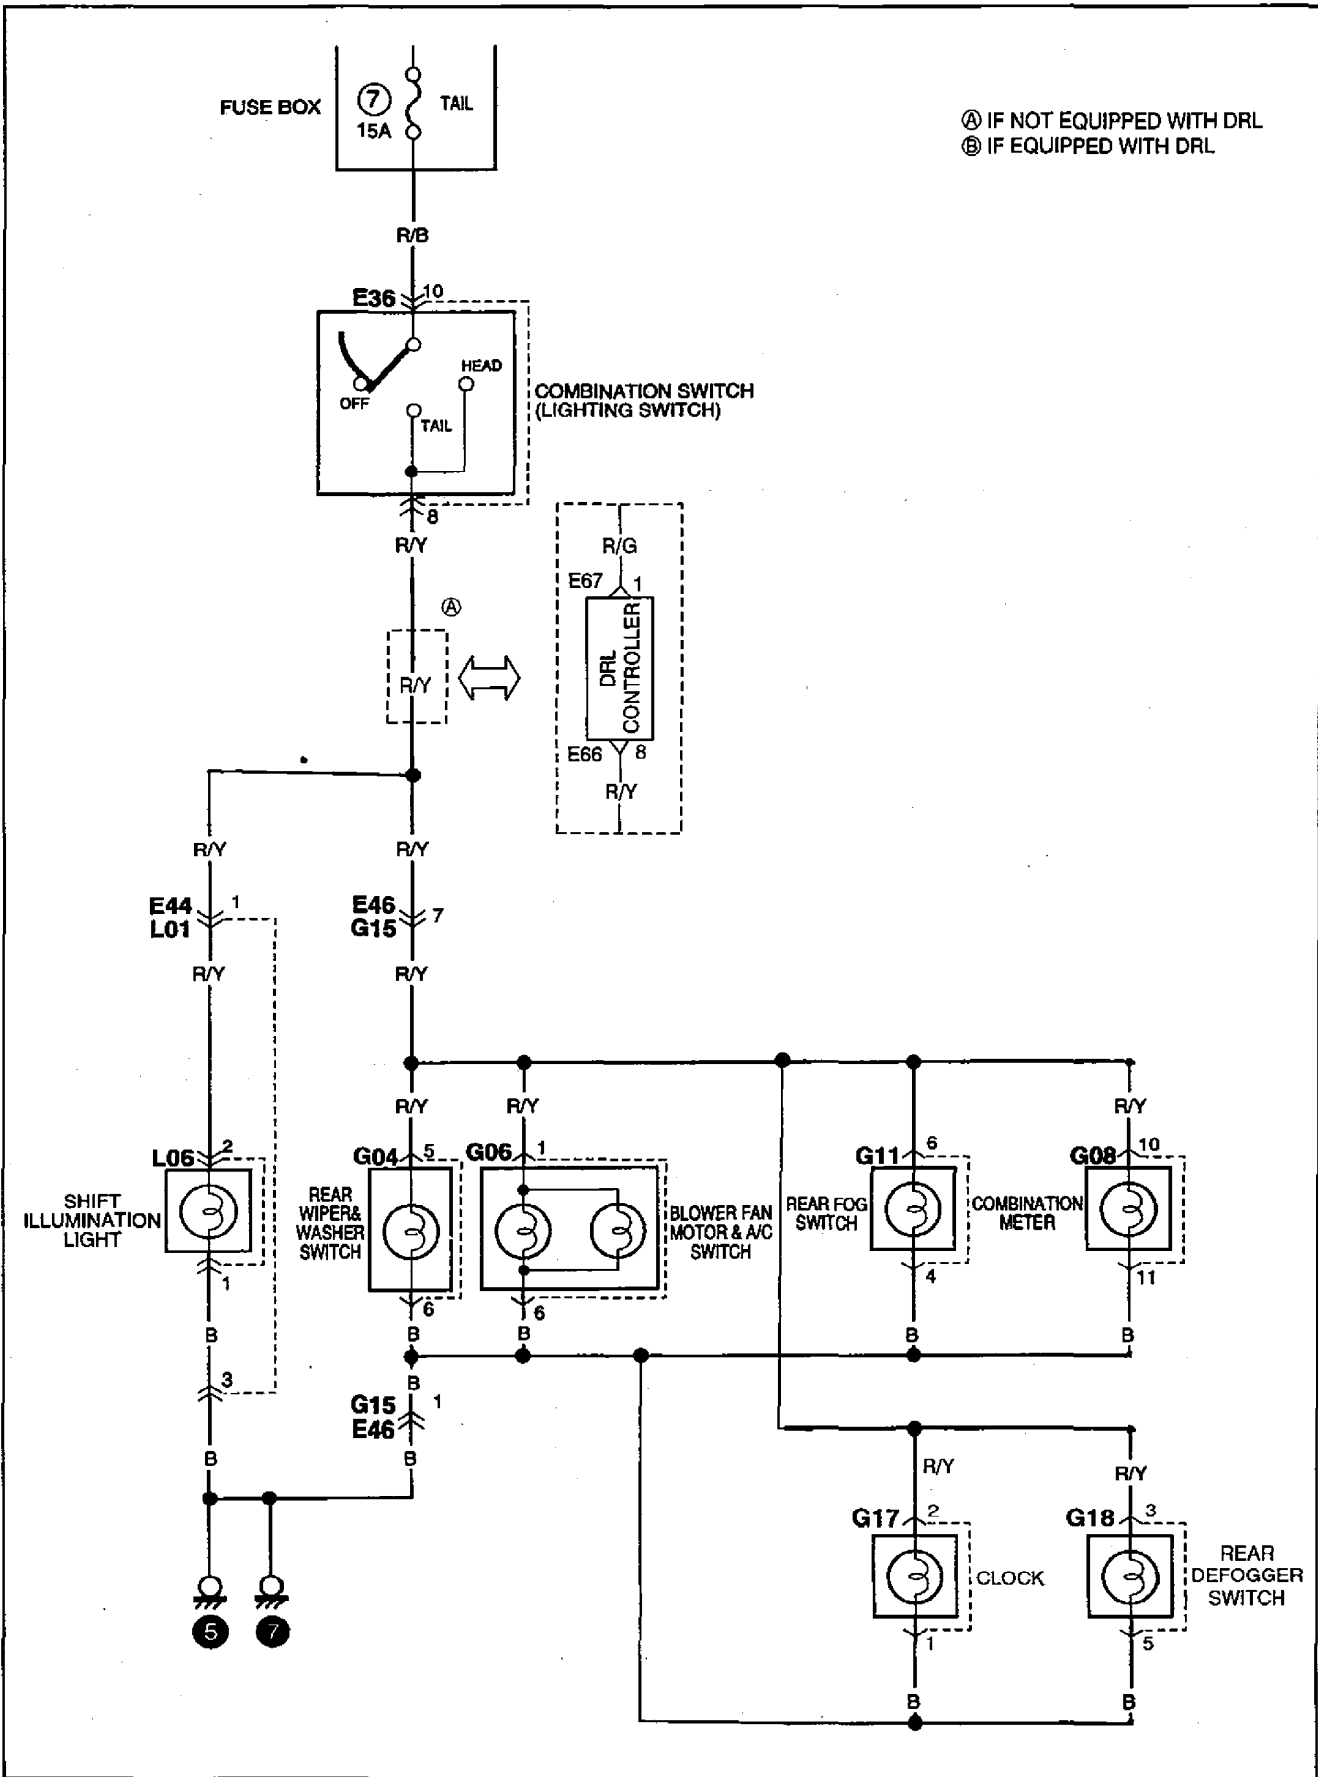 FUSE BOX
7
15A
TAIL
Ⓐ IF NOT EQUIPPED WITH DRL
Ⓑ IF EQUIPPED WITH DRL
R/B
E36
10
HEAD
OFF
TAIL
COMBINATION SWITCH
(LIGHTING SWITCH)
8
R/Y
R/G
E67
1
DRL
CONTROLLER
Ⓐ
R/Y
E66
8
R/Y
R/Y
R/Y
E44
L01
1
E46
G15
7
R/Y
R/Y
R/Y
R/Y
R/Y
L06
2
G04
5
G06
1
G11
6
G08
10
SHIFT
ILLUMINATION
LIGHT
REAR
WIPER&
WASHER
SWITCH
BLOWER FAN
MOTOR & A/C
SWITCH
REAR FOG
SWITCH
COMBINATION
METER
1
6
6
4
11
B
B
B
B
B
3
B
G15
E46
1
B
B
R/Y
R/Y
G17
2
G18
3
CLOCK
REAR
DEFOGGER
SWITCH
5
7
1
5
B
B